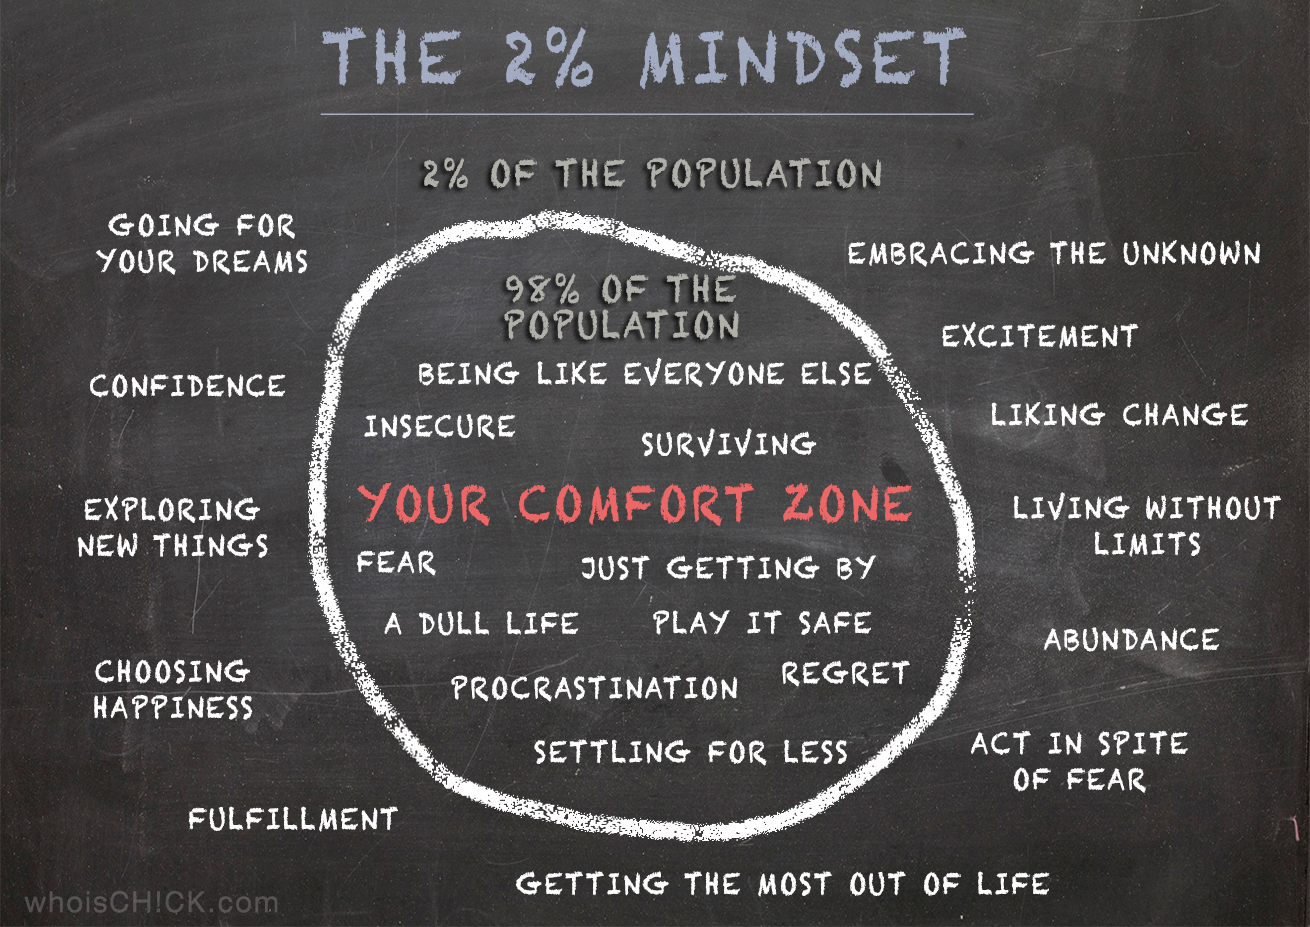 THE 2% MINDSET
2% OF THE POPULATION
GOING FOR
YOUR DREAMS
EMBRACING THE UNKNOWN
98% OF THE
POPULATION
EXCITEMENT
BEING LIKE EVERYONE ELSE
CONFIDENCE
LIKING CHANGE
INSECURE
SURVIVING
YOUR COMFORT ZONE
EXPLORING
NEW THINGS
LIVING WITHOUT
LIMITS
FEAR
JUST GETTING BY
A DULL LIFE
PLAY IT SAFE
ABUNDANCE
CHOOSING
HAPPINESS
REGRET
PROCRASTINATION
SETTLING FOR LESS
ACT IN SPITE
OF FEAR
FULFILLMENT
GETTING THE MOST OUT OF LIFE
whoisCH!CK.com